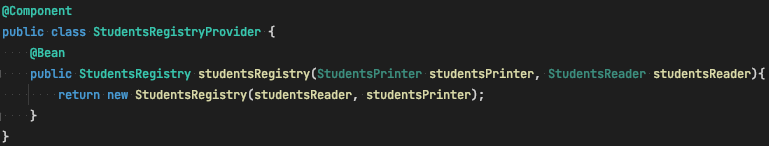 @Component
public class StudentsRegistryProvider {
    @Bean
    public StudentsRegistry studentsRegistry(StudentsPrinter studentsPrinter, StudentsReader studentsReader){
        return new StudentsRegistry(studentsReader, studentsPrinter);
    }
}